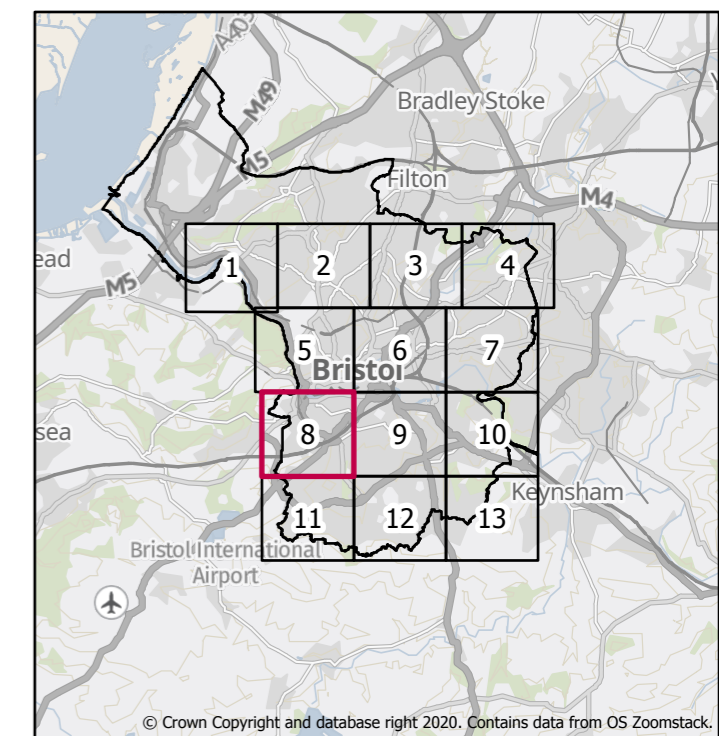 A403
M49
Bradley Stoke
M5
Filton
M4
ead
M5
1
2
3
4
5
6
7
Bristol
sea
8
9
10
Keynsham
11
12
13
Bristol International
Airport
© Crown Copyright and database right 2020. Contains data from OS Zoomstack.